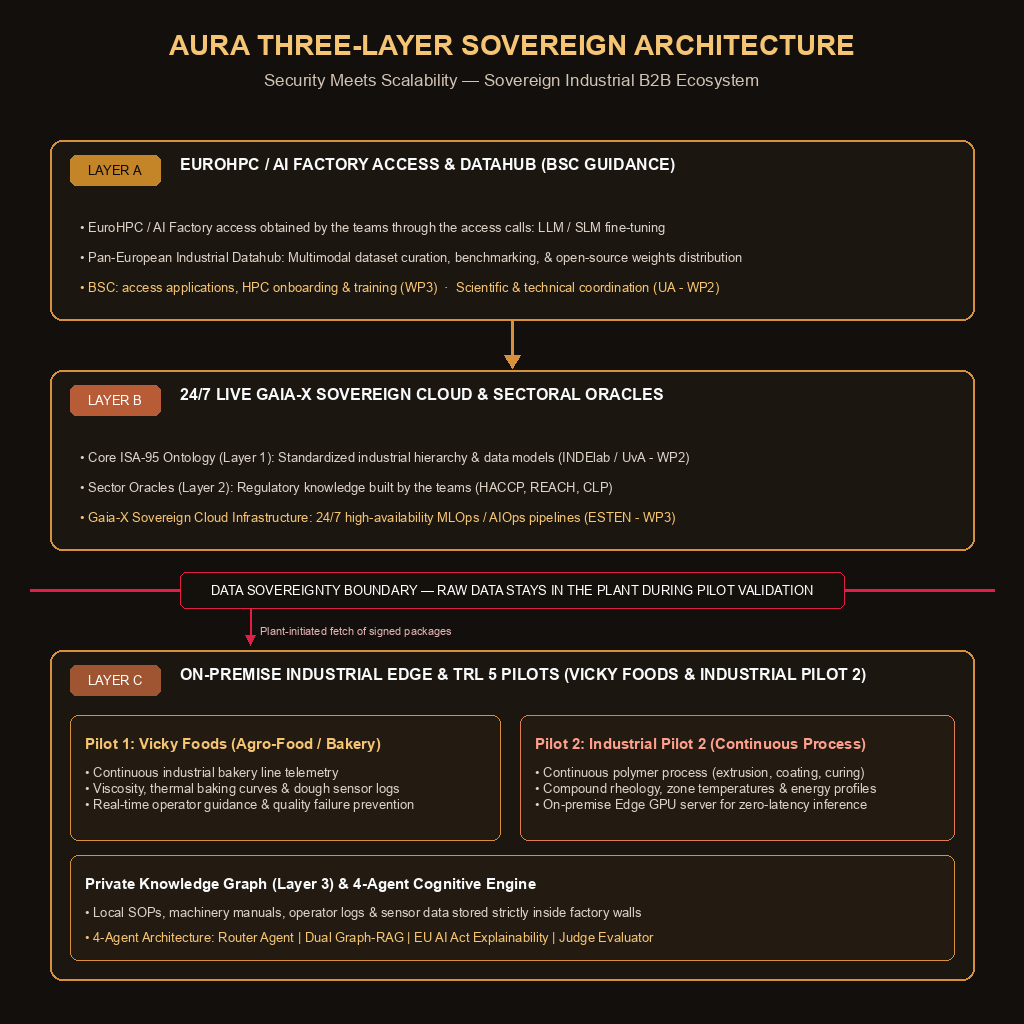 AURA THREE-LAYER SOVEREIGN ARCHITECTURE
Security Meets Scalability — Sovereign Industrial B2B Ecosystem
LAYER A
EUROHPC / AI FACTORY ACCESS & DATAHUB (BSC GUIDANCE)
• EuroHPC / AI Factory access obtained by the teams through the access calls: LLM / SLM fine-tuning
• Pan-European Industrial Datahub: Multimodal dataset curation, benchmarking, & open-source weights distribution
• BSC: access applications, HPC onboarding & training (WP3) · Scientific & technical coordination (UA - WP2)
LAYER B
24/7 LIVE GAIA-X SOVEREIGN CLOUD & SECTORAL ORACLES
• Core ISA-95 Ontology (Layer 1): Standardized industrial hierarchy & data models (INDElab / UvA - WP2)
• Sector Oracles (Layer 2): Regulatory knowledge built by the teams (HACCP, REACH, CLP)
• Gaia-X Sovereign Cloud Infrastructure: 24/7 high-availability MLOps / AIOps pipelines (ESTEN - WP3)
DATA SOVEREIGNTY BOUNDARY — RAW DATA STAYS IN THE PLANT DURING PILOT VALIDATION
Plant-initiated fetch of signed packages
LAYER C
ON-PREMISE INDUSTRIAL EDGE & TRL 5 PILOTS (VICKY FOODS & INDUSTRIAL PILOT 2)
Pilot 1: Vicky Foods (Agro-Food / Bakery)
• Continuous industrial bakery line telemetry
• Viscosity, thermal baking curves & dough sensor logs
• Real-time operator guidance & quality failure prevention
Pilot 2: Industrial Pilot 2 (Continuous Process)
• Continuous polymer process (extrusion, coating, curing)
• Compound rheology, zone temperatures & energy profiles
• On-premise Edge GPU server for zero-latency inference
Private Knowledge Graph (Layer 3) & 4-Agent Cognitive Engine
• Local SOPs, machinery manuals, operator logs & sensor data stored strictly inside factory walls
• 4-Agent Architecture: Router Agent | Dual Graph-RAG | EU AI Act Explainability | Judge Evaluator